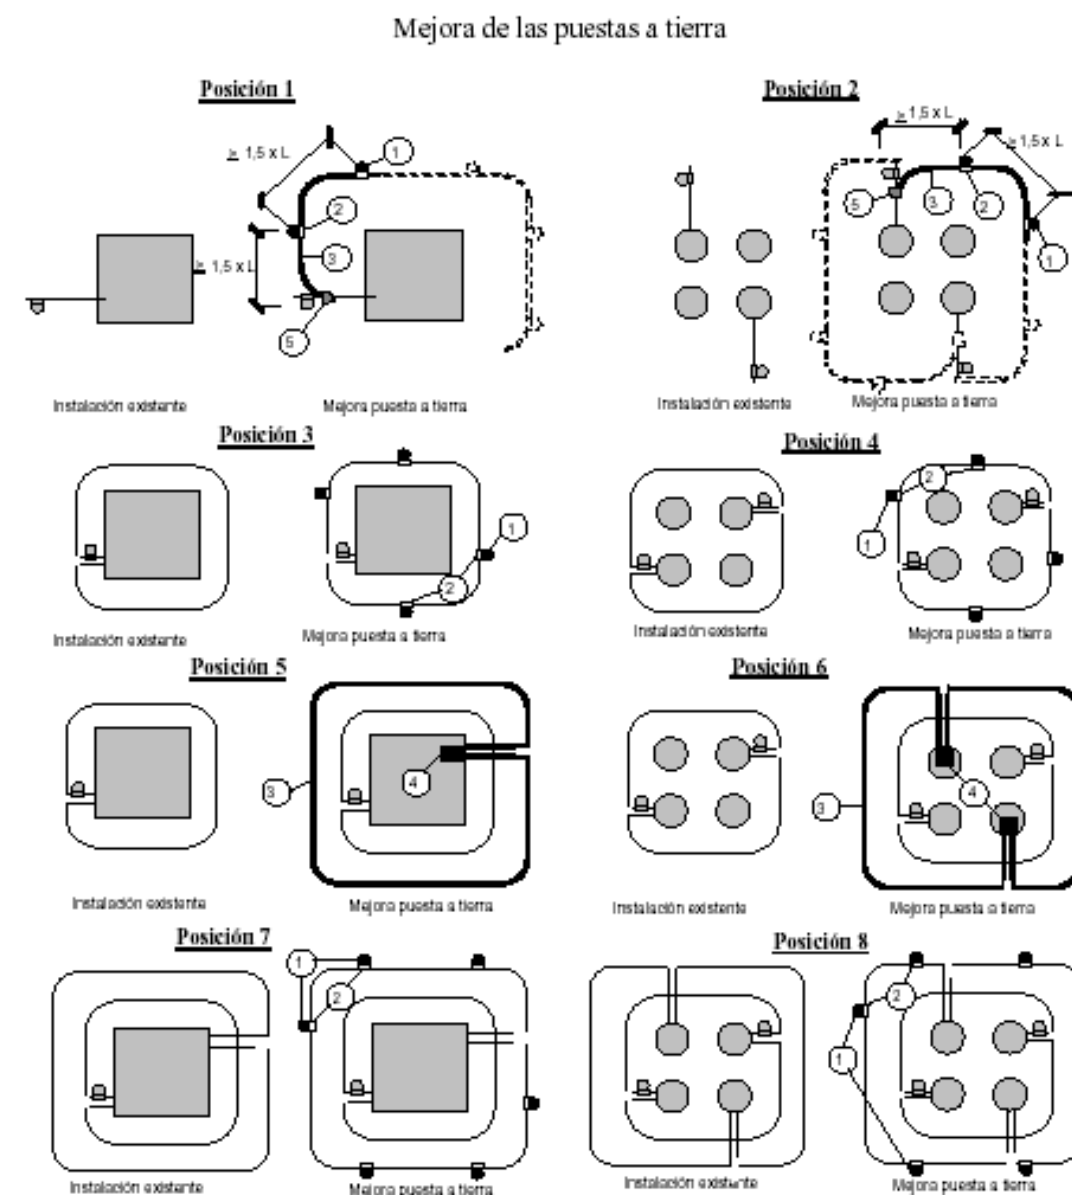 Mejora de las puestas a tierra
Posición 1
Posición 2
≥ 1,5 x L
1
2
≥ 1,5 x L
3
5
Instalación existente
Mejora puesta a tierra
≥ 1,5 x L
≥ 1,5 x L
5
3
2
1
Instalación existente
Mejora puesta a tierra
Posición 3
Posición 4
1
2
Instalación existente
Mejora puesta a tierra
2
1
Instalación existente
Mejora puesta a tierra
Posición 5
Posición 6
3
4
Instalación existente
Mejora puesta a tierra
3
4
Instalación existente
Mejora puesta a tierra
Posición 7
Posición 8
1
2
Instalación existente
Mejora puesta a tierra
2
1
Instalación existente
Mejora puesta a tierra